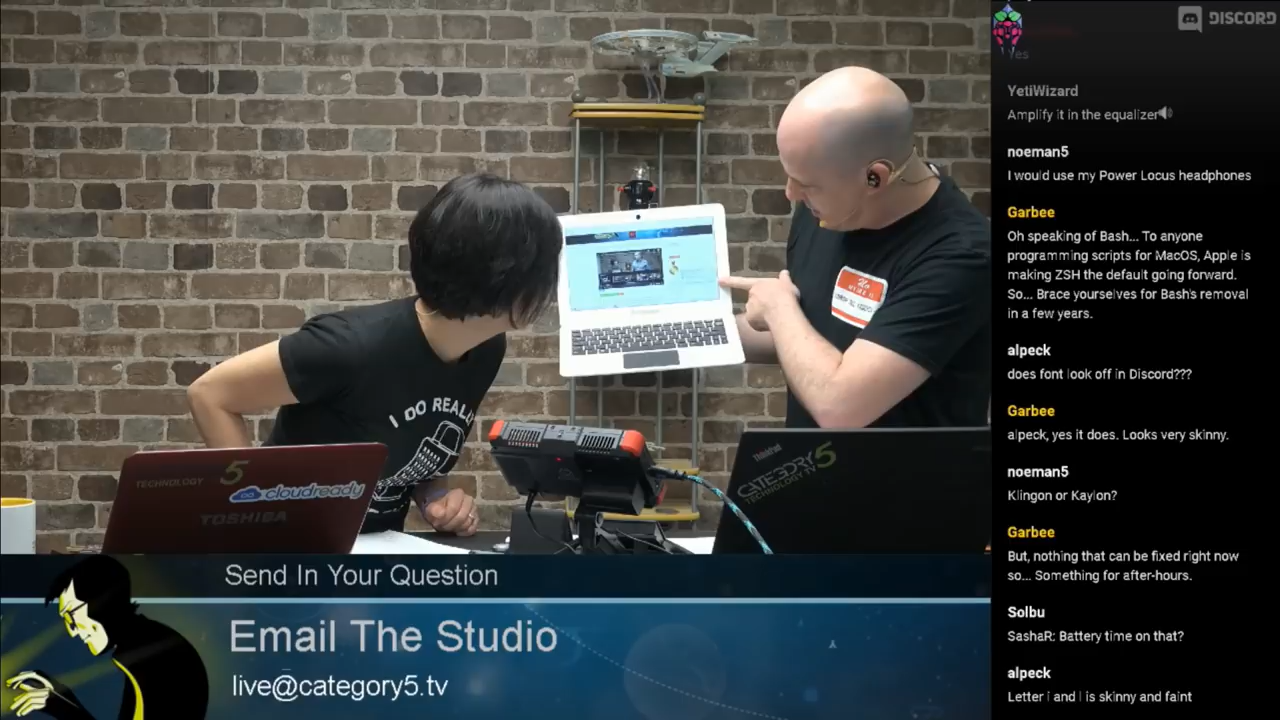 DISCORD
Yes
YetiWizard
Amplify it in the equalizer
noeman5
I would use my Power Locus headphones
Garbee
Oh speaking of Bash... To anyone
programming scripts for MacOS, Apple is
making ZSH the default going forward.
So... Brace yourselves for Bash's removal
in a few years.
alpeck
does font look off in Discord???
Garbee
alpeck, yes it does. Looks very skinny.
noeman5
Klingon or Kaylon?
Garbee
But, nothing that can be fixed right now
so... Something for after-hours.
Solbu
SashaR: Battery time on that?
alpeck
Letter i and l is skinny and faint
I DO REALLY
TECHNOLOGY 5
cloudready
TOSHIBA
ThinkPad
CATEGORY5
TECHNOLOGY TV
Send In Your Question
Email The Studio
live@category5.tv